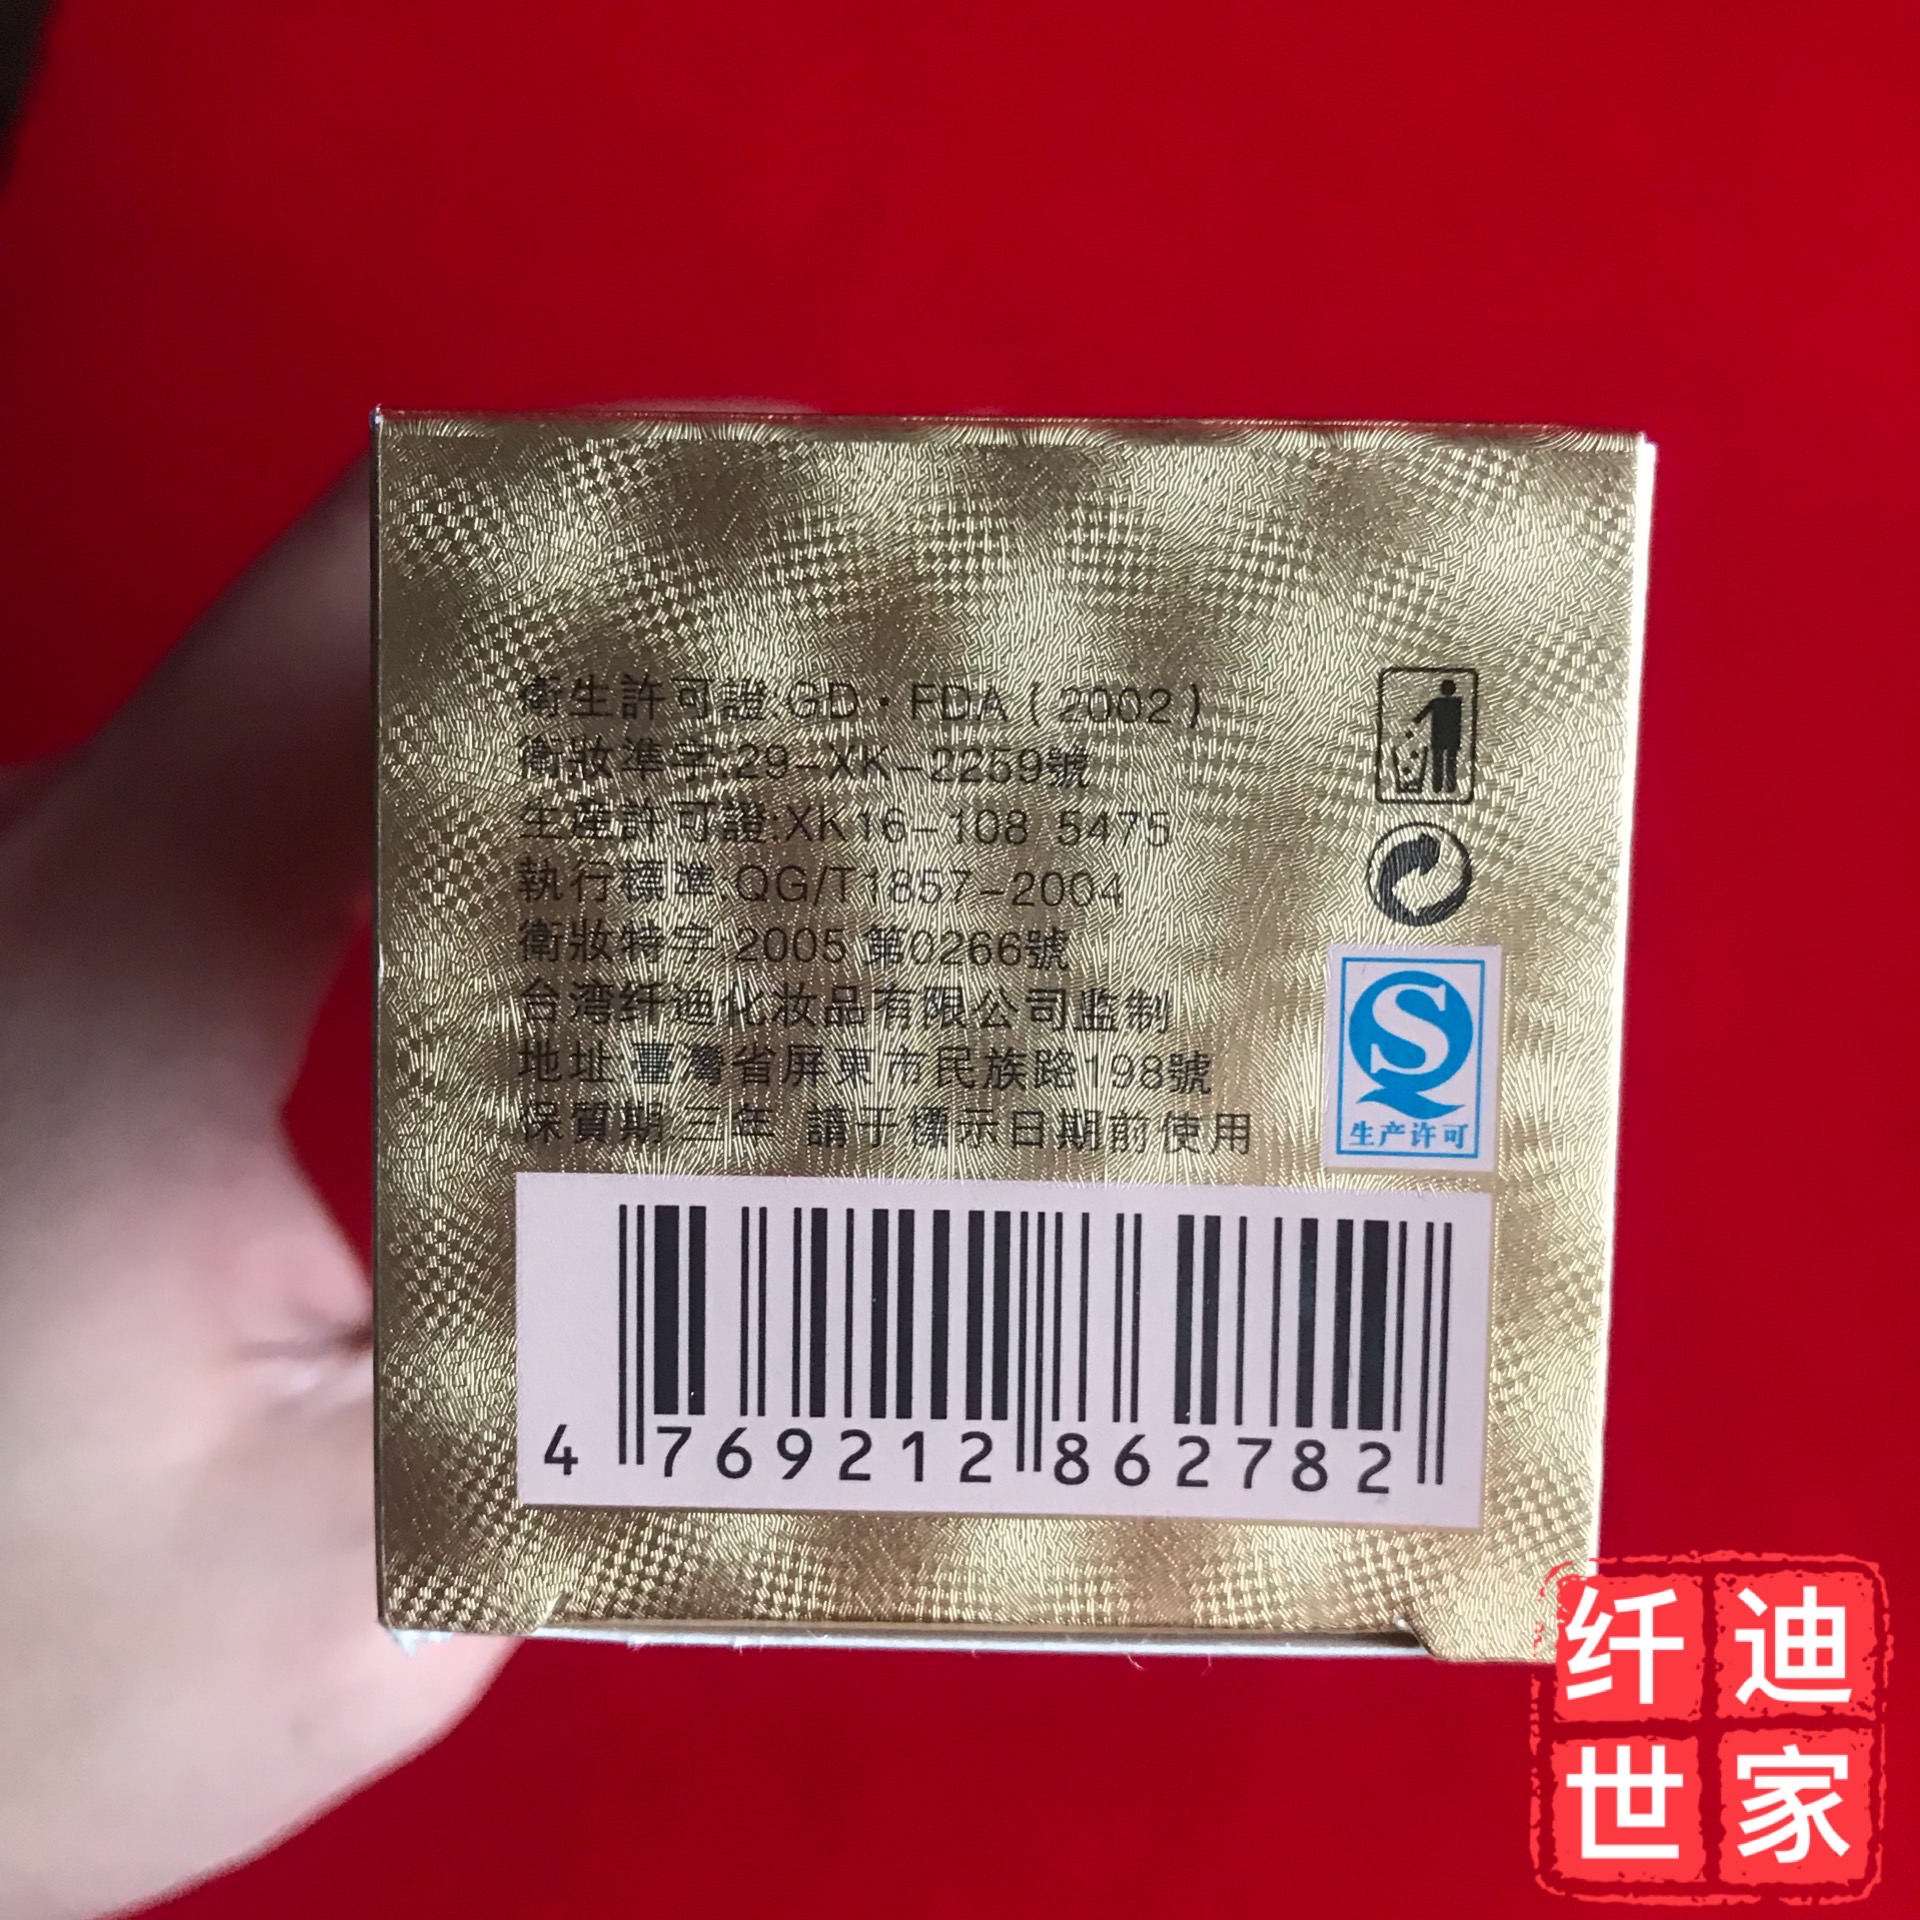 衛生許可證:GD·FDA(2002)
衛妝準字:29-XK-2259號
生産許可證:XK16-108 5475
執行標準:QG/T1857-2004
衛妝特字:2005 第0266號
台湾纤迪化妆品有限公司监制
地址:臺灣省屏東市民族路198號
保質期:三年 請于標示日期前使用
生产许可
4 769212 862782
纤迪
世家